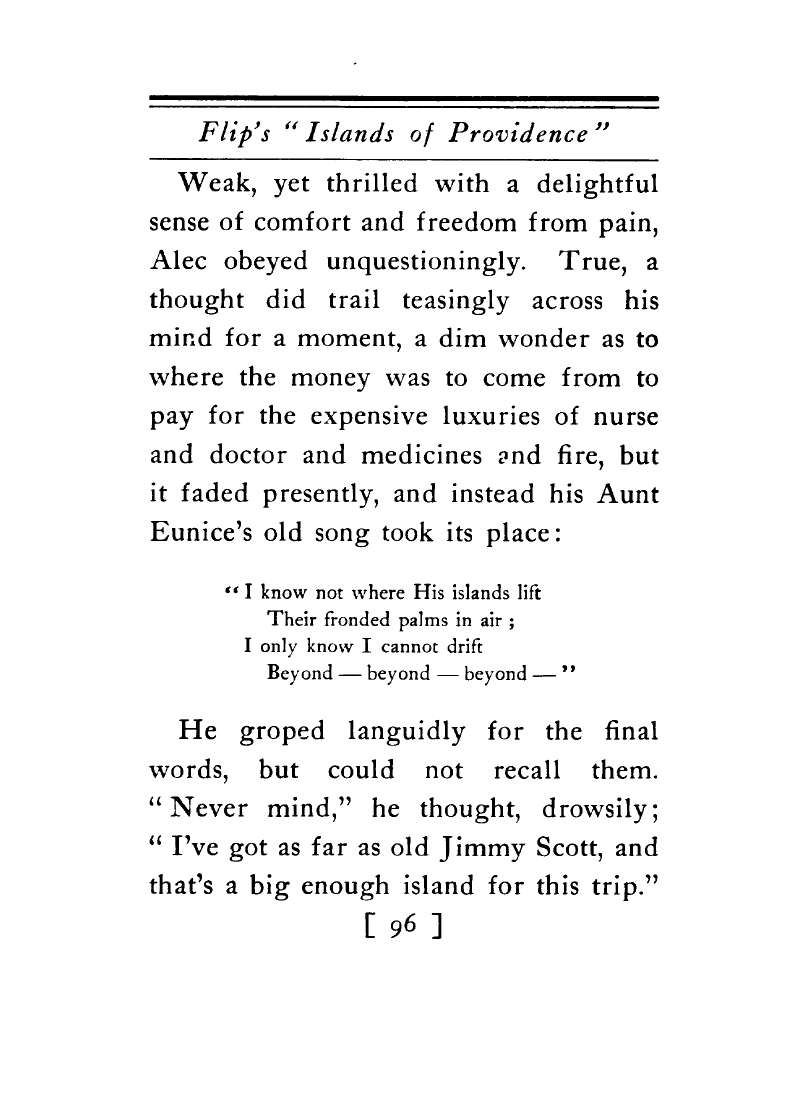 Flip's "Islands of Providence"
Weak, yet thrilled with a delightful
sense of comfort and freedom from pain,
Alec obeyed unquestioningly. True, a
thought did trail teasingly across his
mind for a moment, a dim wonder as to
where the money was to come from to
pay for the expensive luxuries of nurse
and doctor and medicines and fire, but
it faded presently, and instead his Aunt
Eunice's old song took its place:
"I know not where His islands lift
Their fronded palms in air;
I only know I cannot drift
Beyond — beyond — beyond —"
He groped languidly for the final
words, but could not recall them.
"Never mind," he thought, drowsily;
"I've got as far as old Jimmy Scott, and
that's a big enough island for this trip."
[ 96 ]